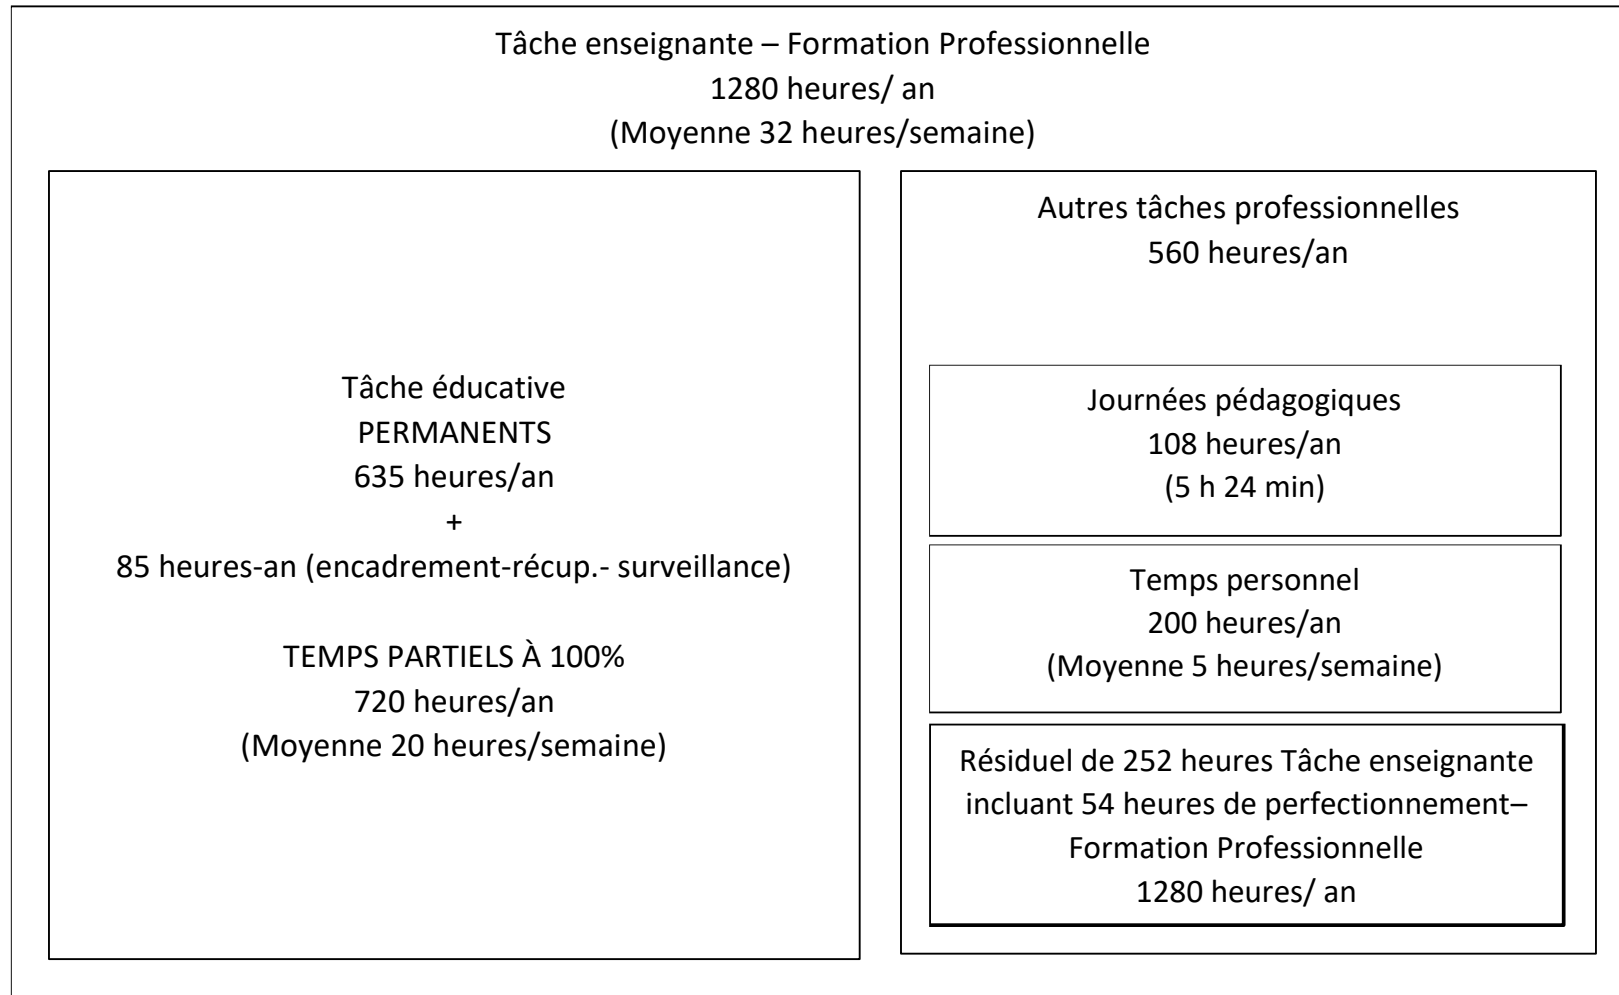 Tâche enseignante – Formation Professionnelle
1280 heures/ an
(Moyenne 32 heures/semaine)
Tâche éducative
PERMANENTS
635 heures/an
+
85 heures-an (encadrement-récup.- surveillance)
TEMPS PARTIELS À 100%
720 heures/an
(Moyenne 20 heures/semaine)
Autres tâches professionnelles
560 heures/an
Journées pédagogiques
108 heures/an
(5 h 24 min)
Temps personnel
200 heures/an
(Moyenne 5 heures/semaine)
Résiduel de 252 heures Tâche enseignante
incluant 54 heures de perfectionnement–
Formation Professionnelle
1280 heures/ an